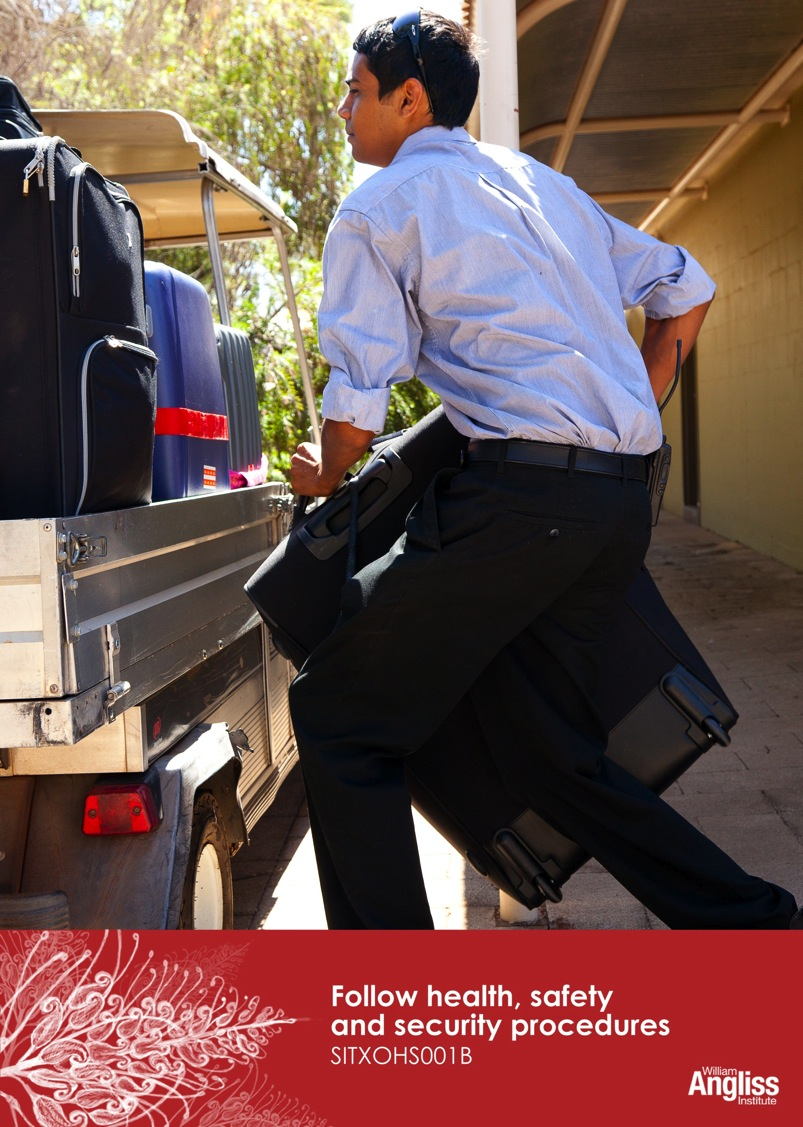 Follow health, safety
and security procedures
SITXOHS001B
William
Angliss
Institute